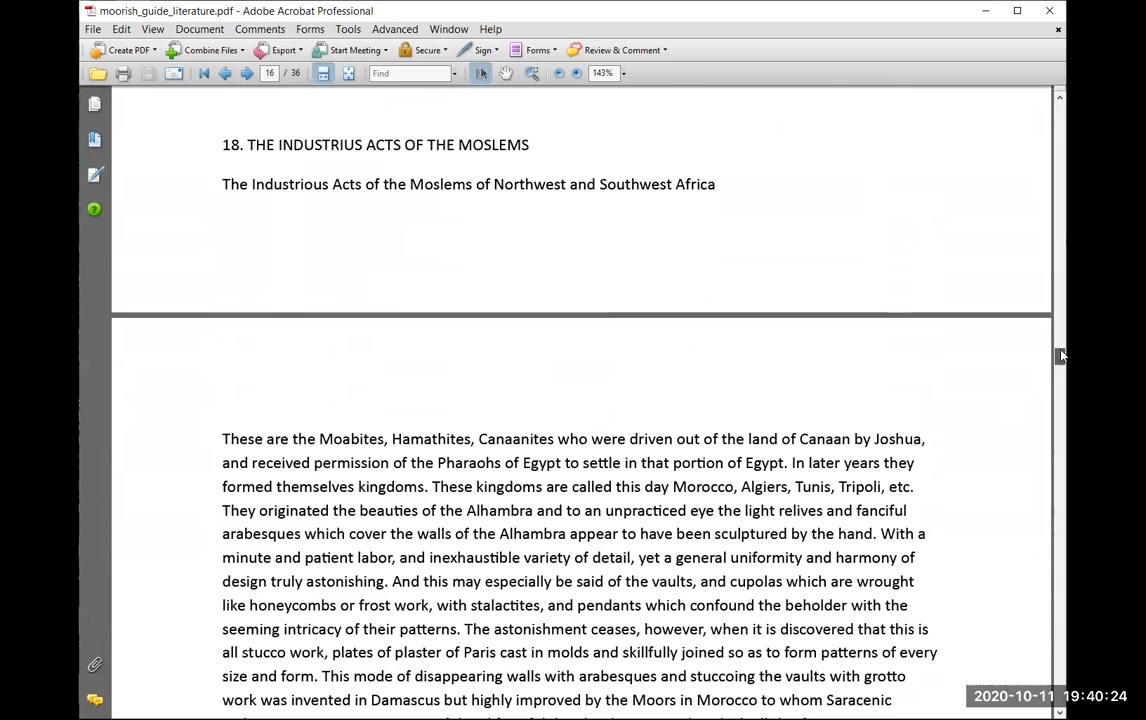 moorish_guide_literature.pdf - Adobe Acrobat Professional
File Edit View Document Comments Forms Tools Advanced Window Help
Create PDF Combine Files Export Start Meeting Secure Sign Forms Review & Comment
16 / 36 Find 143%
18. THE INDUSTRIUS ACTS OF THE MOSLEMS
The Industrious Acts of the Moslems of Northwest and Southwest Africa
These are the Moabites, Hamathites, Canaanites who were driven out of the land of Canaan by Joshua,
and received permission of the Pharaohs of Egypt to settle in that portion of Egypt. In later years they
formed themselves kingdoms. These kingdoms are called this day Morocco, Algiers, Tunis, Tripoli, etc.
They originated the beauties of the Alhambra and to an unpracticed eye the light relives and fanciful
arabesques which cover the walls of the Alhambra appear to have been sculptured by the hand. With a
minute and patient labor, and inexhaustible variety of detail, yet a general uniformity and harmony of
design truly astonishing. And this may especially be said of the vaults, and cupolas which are wrought
like honeycombs or frost work, with stalactites, and pendants which confound the beholder with the
seeming intricacy of their patterns. The astonishment ceases, however, when it is discovered that this is
all stucco work, plates of plaster of Paris cast in molds and skillfully joined so as to form patterns of every
size and form. This mode of disappearing walls with arabesques and stuccoing the vaults with grotto
work was invented in Damascus but highly improved by the Moors in Morocco to whom Saracenic
2020-10-11 19:40:24